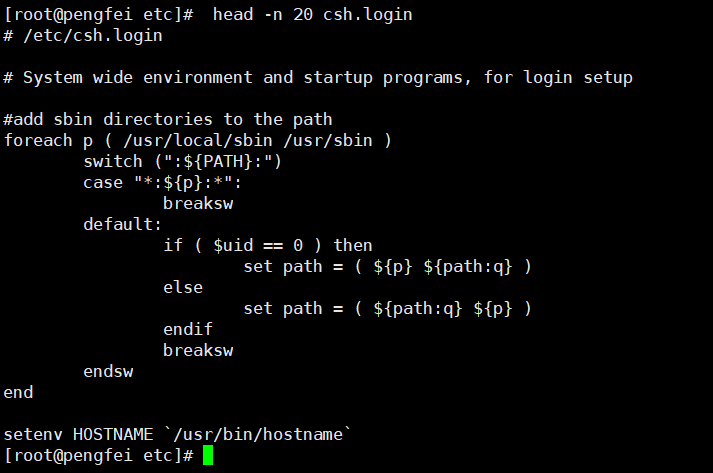 [root@pengfei etc]#  head -n 20 csh.login
# /etc/csh.login

# System wide environment and startup programs, for login setup

#add sbin directories to the path
foreach p ( /usr/local/sbin /usr/sbin )
        switch (":${PATH}:")
        case "*:${p}:*":
                breaksw
        default:
                if ( $uid == 0 ) then
                        set path = ( ${p} ${path:q} )
                else
                        set path = ( ${path:q} ${p} )
                endif
                breaksw
        endsw
end

setenv HOSTNAME `/usr/bin/hostname`
[root@pengfei etc]#